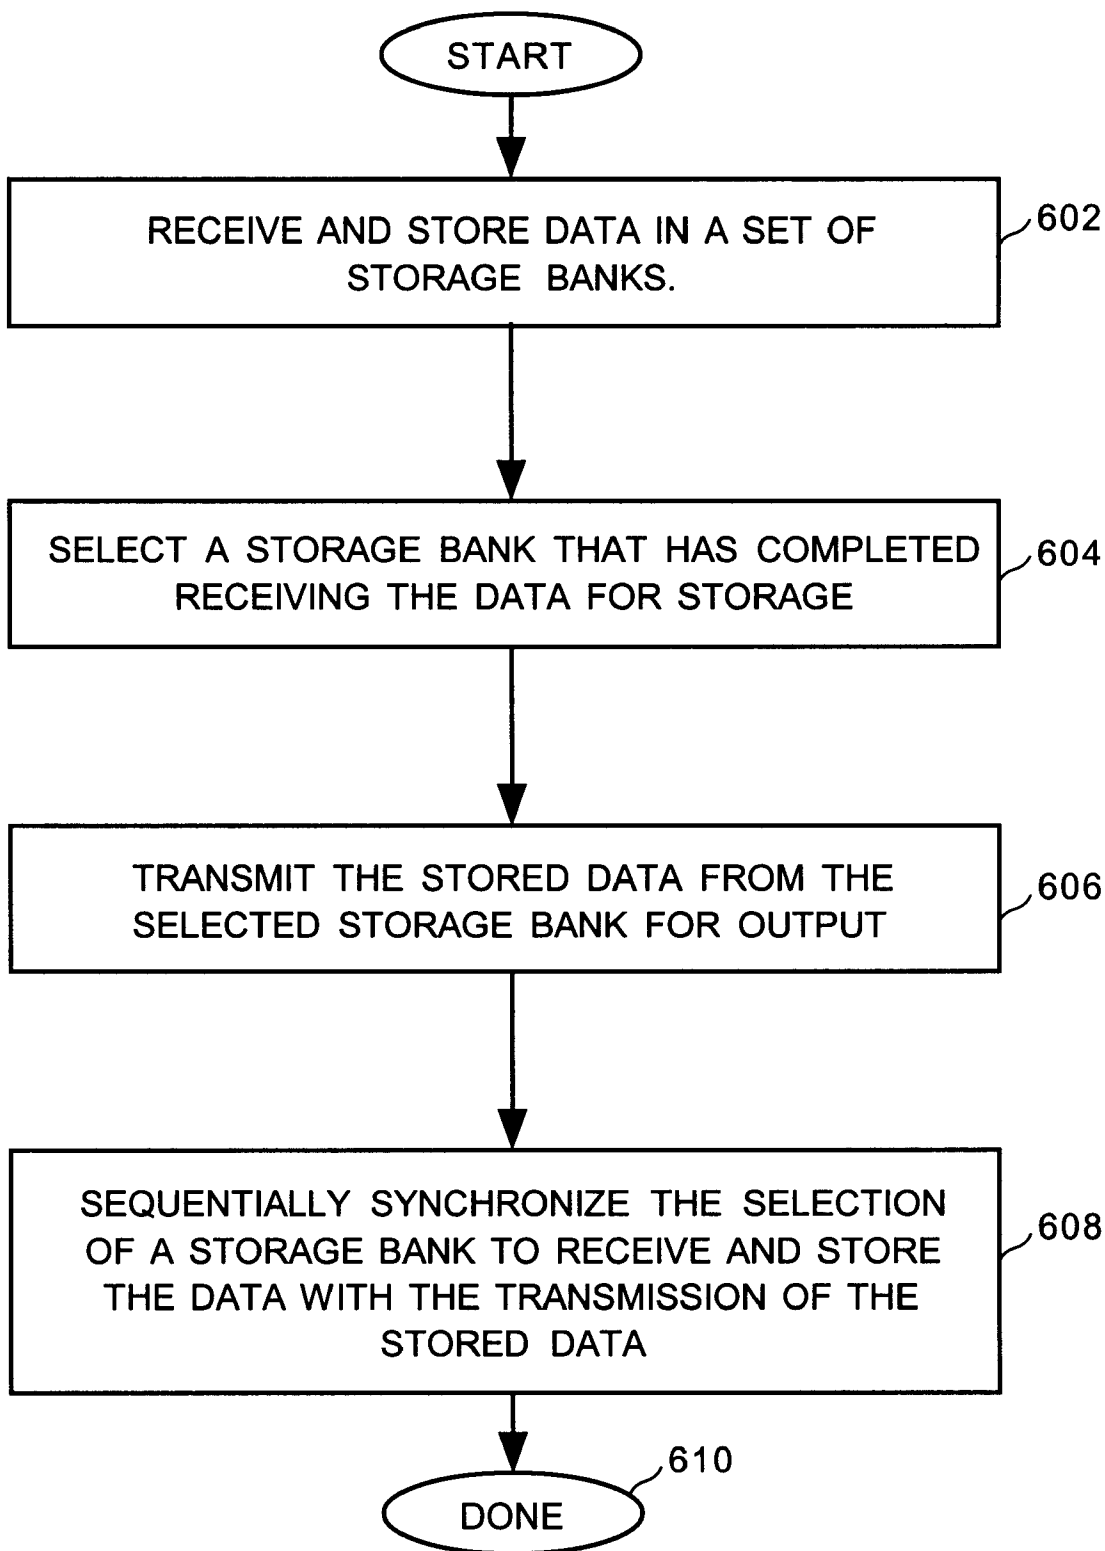 START
RECEIVE AND STORE DATA IN A SET OF
STORAGE BANKS.
602
SELECT A STORAGE BANK THAT HAS COMPLETED
RECEIVING THE DATA FOR STORAGE
604
TRANSMIT THE STORED DATA FROM THE
SELECTED STORAGE BANK FOR OUTPUT
606
SEQUENTIALLY SYNCHRONIZE THE SELECTION
OF A STORAGE BANK TO RECEIVE AND STORE
THE DATA WITH THE TRANSMISSION OF THE
STORED DATA
608
610
DONE